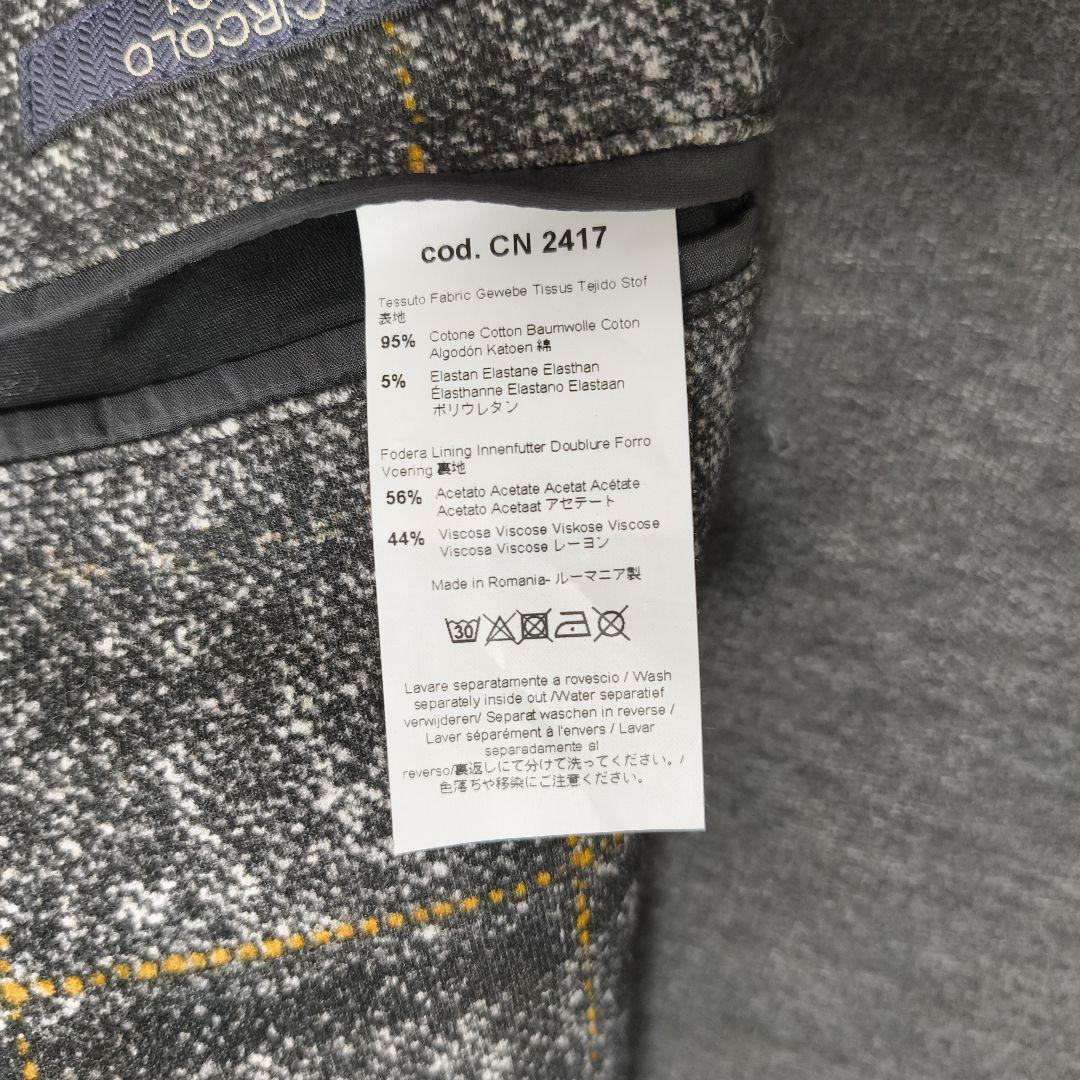 CIRCOLO
cod. CN 2417
Tessuto Fabric Gewebe Tissus Tejido Stof
表地
95% Cotone Cotton Baumwolle Coton
Algodón Katoen 綿
5% Elastan Elastane Elasthan
Élasthanne Elastano Elastaan
ポリウレタン
Fodera Lining Innenfutter Doublure Forro
Voering 裏地
56% Acetato Acetate Acetat Acétate
Acetato Acetaat アセテート
44% Viscosa Viscose Viskose Viscose
Viscosa Viscose レーヨン
Made in Romania- ルーマニア製
30
Lavare separatamente a rovescio / Wash
separately inside out /Water separatief
verwijderen/ Separat waschen in reverse /
Laver séparément à l'envers / Lavar
separadamente al
reverso/裏返しにて分けて洗ってください。/
色落ちや移染にご注意ください。